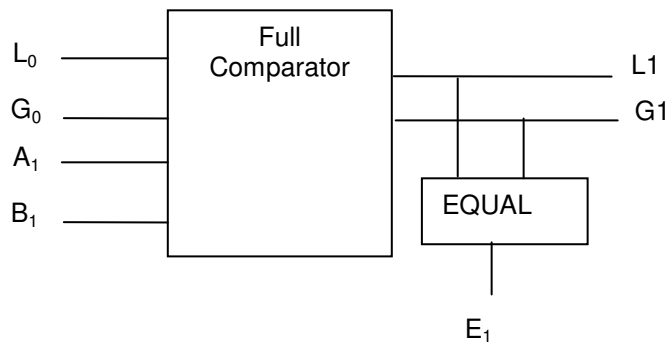 Full
Comparator
L₀
L1
G₀
G1
A₁
B₁
EQUAL
E₁